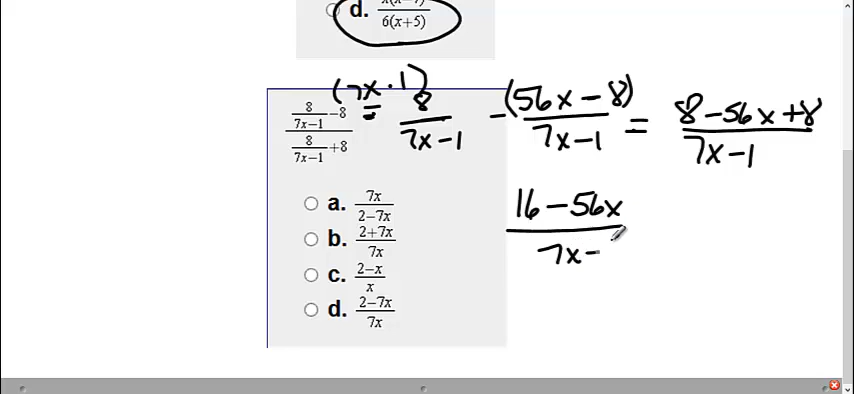 d. x(x−7)/6(x+5)
(7x · 1)
(8/(7x−1) −8)/(8/(7x−1) +8) = 8/(7x−1) − (56x−8)/(7x−1) = (8−56x+8)/(7x−1)
a. 7x/(2−7x)
(16−56x)/(7x−
b. (2+7x)/7x
c. (2−x)/x
d. (2−7x)/7x